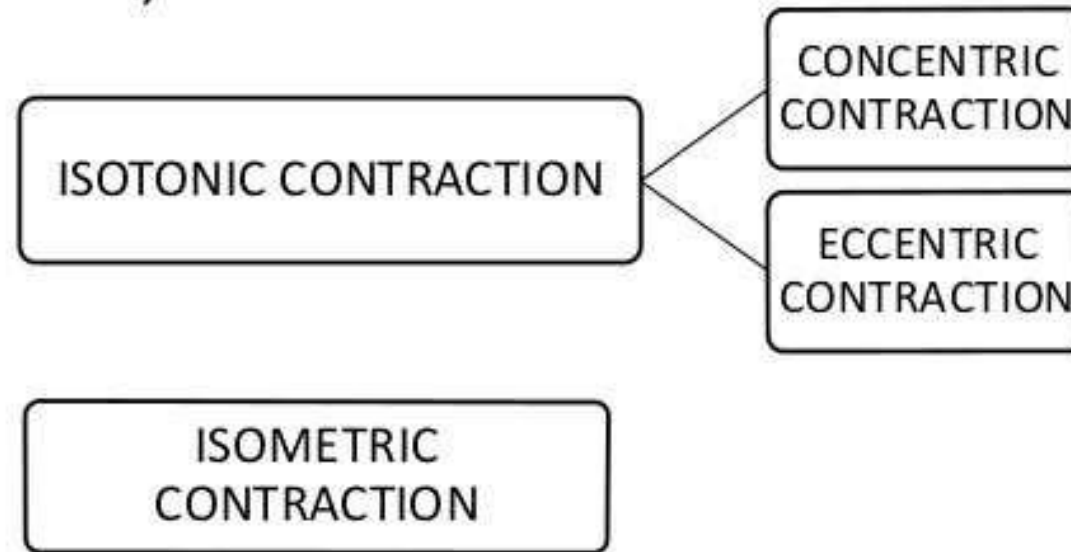 ISOTONIC CONTRACTION
CONCENTRIC
CONTRACTION
ECCENTRIC
CONTRACTION
ISOMETRIC
CONTRACTION